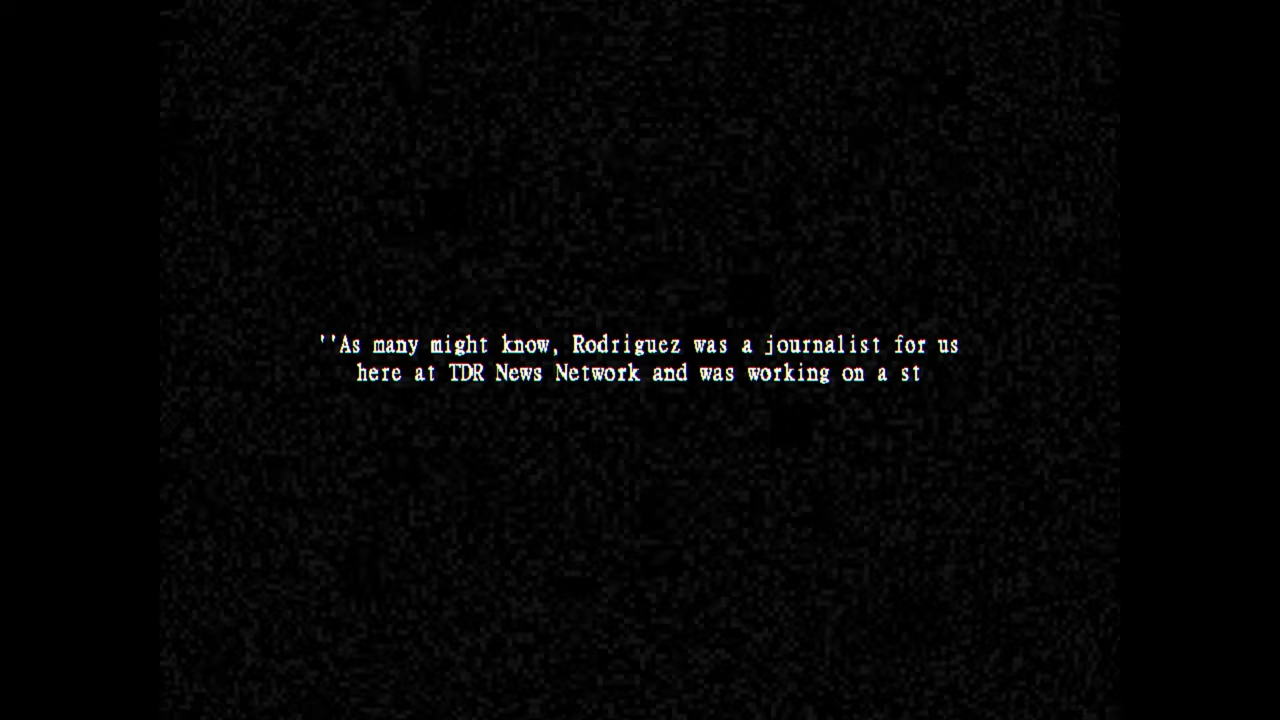 ''As many might know, Rodriguez was a journalist for us
here at TDR News Network and was working on a st